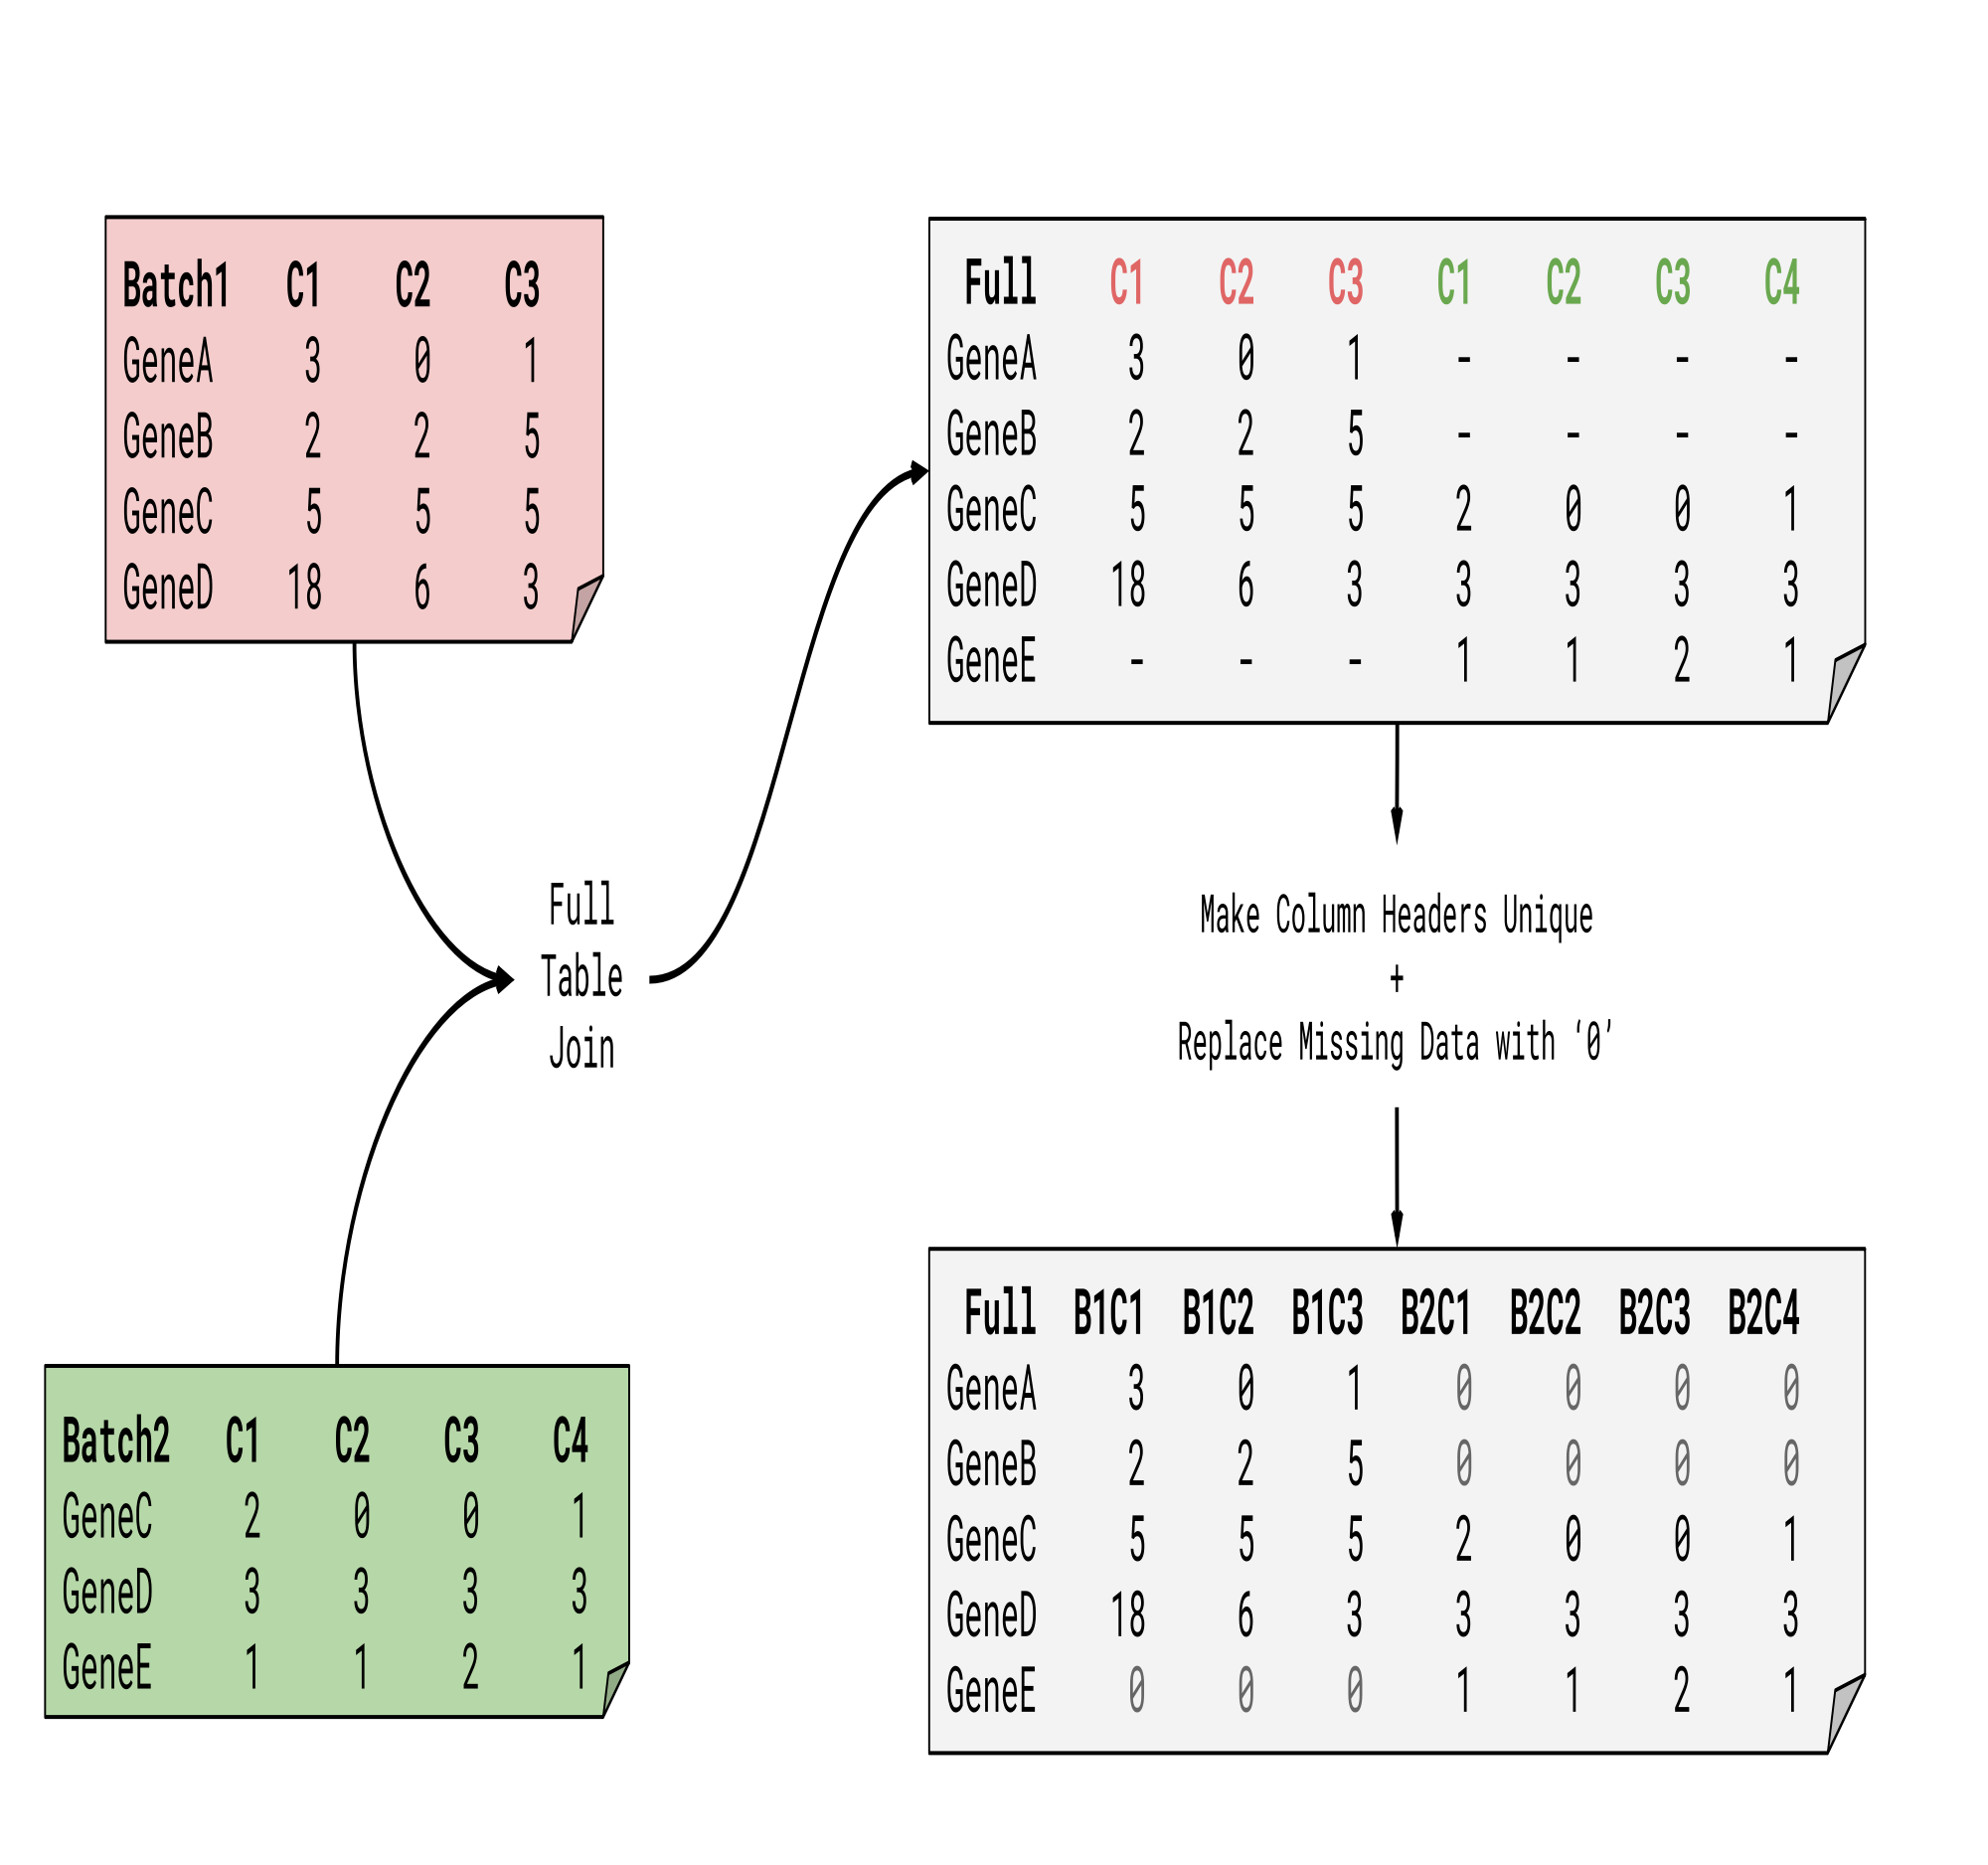 Batch1 C1 C2 C3
GeneA 3 0 1
GeneB 2 2 5
GeneC 5 5 5
GeneD 18 6 3
Full
Table
Join
Batch2 C1 C2 C3 C4
GeneC 2 0 0 1
GeneD 3 3 3 3
GeneE 1 1 2 1
Full C1 C2 C3 C1 C2 C3 C4
GeneA 3 0 1 - - - -
GeneB 2 2 5 - - - -
GeneC 5 5 5 2 0 0 1
GeneD 18 6 3 3 3 3 3
GeneE - - - 1 1 2 1
Make Column Headers Unique
+
Replace Missing Data with ‘0’
Full B1C1 B1C2 B1C3 B2C1 B2C2 B2C3 B2C4
GeneA 3 0 1 0 0 0 0
GeneB 2 2 5 0 0 0 0
GeneC 5 5 5 2 0 0 1
GeneD 18 6 3 3 3 3 3
GeneE 0 0 0 1 1 2 1